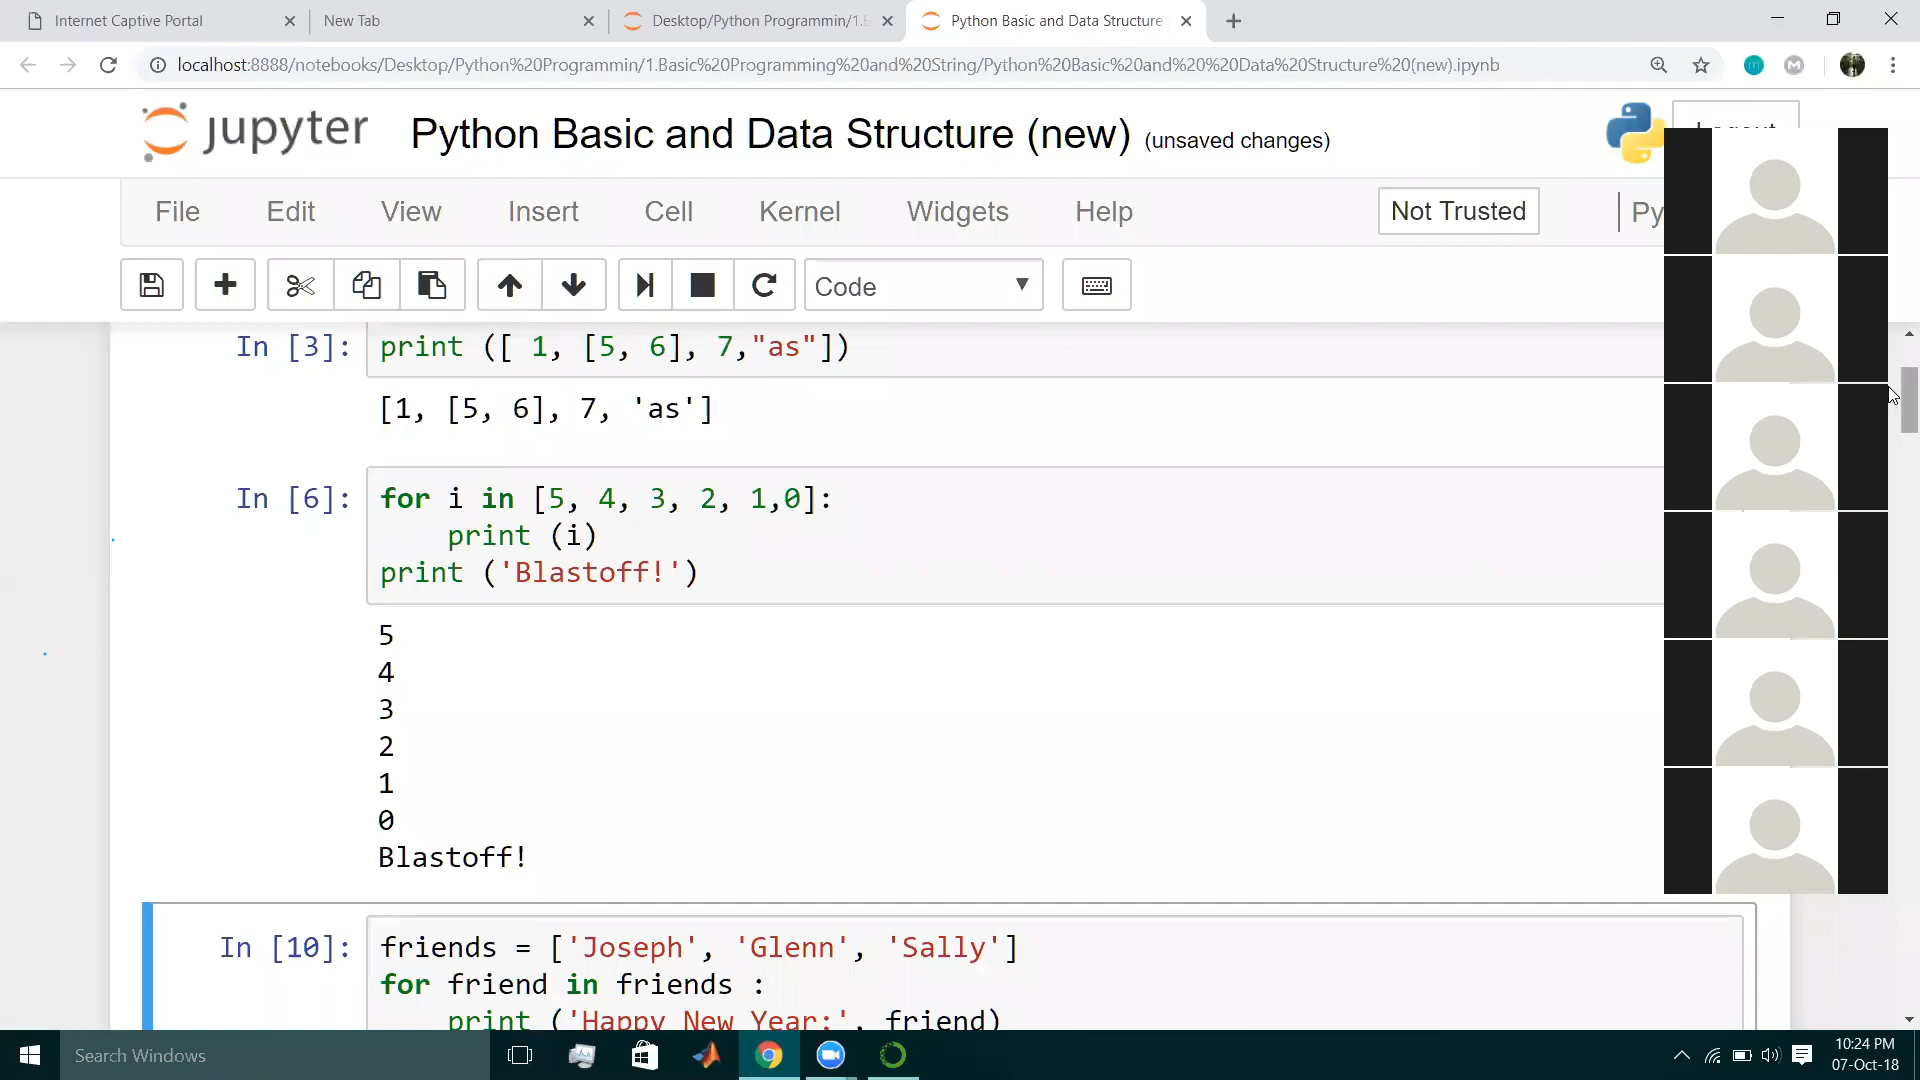 Internet Captive Portal
New Tab
Desktop/Python Programmin/1.
Python Basic and Data Structure
localhost:8888/notebooks/Desktop/Python%20Programmin/1.Basic%20Programming%20and%20String/Python%20Basic%20and%20%20Data%20Structure%20(new).ipynb
jupyter Python Basic and Data Structure (new) (unsaved changes)
File Edit View Insert Cell Kernel Widgets Help Not Trusted Py
Code
In [3]: print ([ 1, [5, 6], 7,"as"])
[1, [5, 6], 7, 'as']
In [6]: for i in [5, 4, 3, 2, 1,0]:
print (i)
print ('Blastoff!')
5
4
3
2
1
0
Blastoff!
In [10]: friends = ['Joseph', 'Glenn', 'Sally']
for friend in friends :
print ('Happy New Year:', friend)
Search Windows
10:24 PM
07-Oct-18